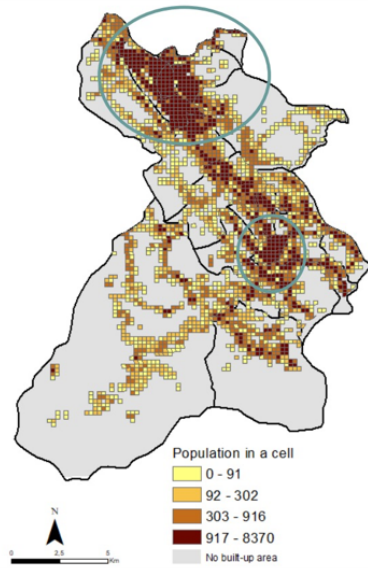 Population in a cell
0 - 91
92 - 302
303 - 916
917 - 8370
No built-up area
N
0 2.5 5
Km